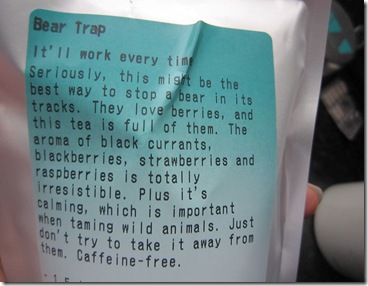 Bear Trap
It'll work every time
Seriously, this might be the
best way to stop a bear in its
tracks. They love berries, and
this tea is full of them. The
aroma of black currants,
blackberries, strawberries and
raspberries is totally
irresistible. Plus it's
calming, which is important
when taming wild animals. Just
don't try to take it away from
them. Caffeine-free.